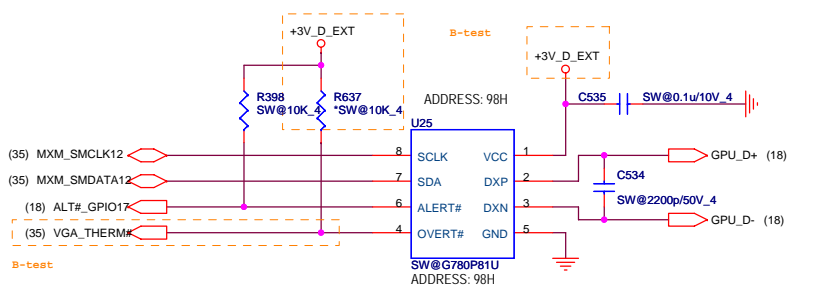 +3V_D_EXT
B-test
+3V_D_EXT
R398
SW@10K_4
R637
*SW@10K_4
ADDRESS: 98H
C535
SW@0.1u/10V_4
U25
(35) MXM_SMCLK12
8 SCLK
VCC 1
GPU_D+ (18)
(35) MXM_SMDATA12
7 SDA
DXP 2
C534
SW@2200p/50V_4
(18) ALT#_GPIO17
6 ALERT#
DXN 3
GPU_D- (18)
(35) VGA_THERM#
4 OVERT#
GND 5
B-test
SW@G780P81U
ADDRESS: 98H